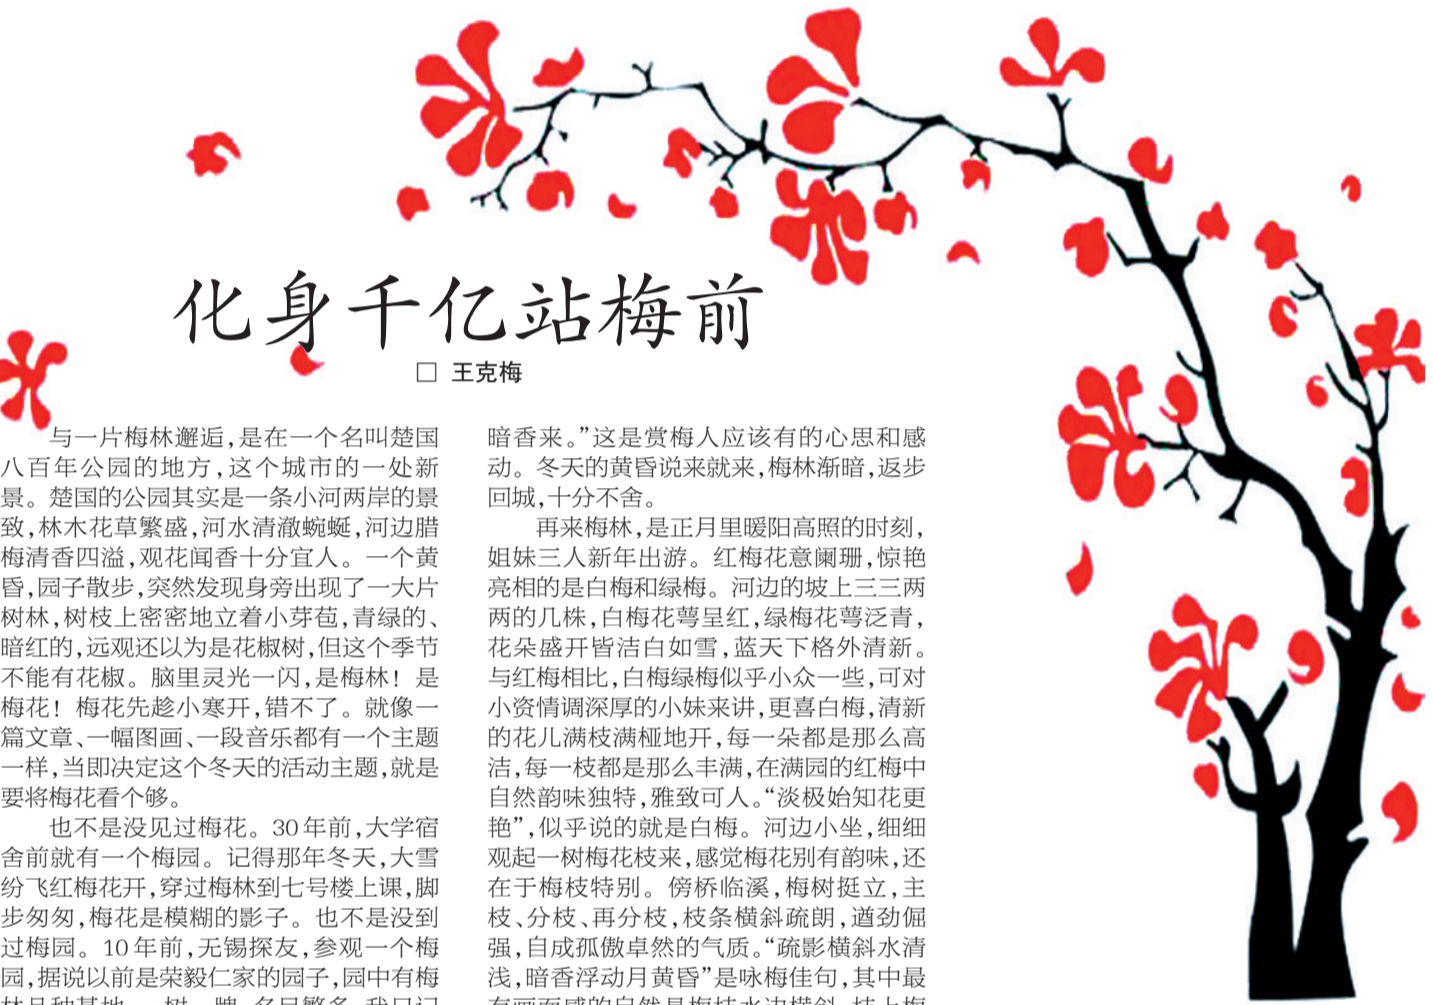 化身千亿站梅前
□ 王克梅
与一片梅林邂逅,是在一个名叫楚国
八百年公园的地方,这个城市的一处新
景。楚国的公园其实是一条小河两岸的景
致,林木花草繁盛,河水清澈蜿蜒,河边腊
梅清香四溢,观花闻香十分宜人。一个黄
昏,园子散步,突然发现身旁出现了一大片
树林,树枝上密密地立着小芽苞,青绿的、
暗红的,远观还以为是花椒树,但这个季节
不能有花椒。脑里灵光一闪,是梅林！是
梅花！梅花先趁小寒开,错不了。就像一
篇文章、一幅图画、一段音乐都有一个主题
一样,当即决定这个冬天的活动主题,就是
要将梅花看个够。
也不是没见过梅花。30年前,大学宿
舍前就有一个梅园。记得那年冬天,大雪
纷飞红梅花开,穿过梅林到七号楼上课,脚
步匆匆,梅花是模糊的影子。也不是没到
过梅园。10年前,无锡探友,参观一个梅
园,据说以前是荣毅仁家的园子,园中有梅
暗香来。”这是赏梅人应该有的心思和感
动。冬天的黄昏说来就来,梅林渐暗,返步
回城,十分不舍。
再来梅林,是正月里暖阳高照的时刻,
姐妹三人新年出游。红梅花意阑珊,惊艳
亮相的是白梅和绿梅。河边的坡上三三两
两的几株,白梅花萼呈红,绿梅花萼泛青,
花朵盛开皆洁白如雪,蓝天下格外清新。
与红梅相比,白梅绿梅似乎小众一些,可对
小资情调深厚的小妹来讲,更喜白梅,清新
的花儿满枝满桠地开,每一朵都是那么高
洁,每一枝都是那么丰满,在满园的红梅中
自然韵味独特,雅致可人。“淡极始知花更
艳”,似乎说的就是白梅。河边小坐,细细
观起一树梅花枝来,感觉梅花别有韵味,还
在于梅枝特别。傍桥临溪,梅树挺立,主
枝、分枝、再分枝,枝条横斜疏朗,遒劲倔
强,自成孤傲卓然的气质。“疏影横斜水清
浅,暗香浮动月黄昏”是咏梅佳句,其中最